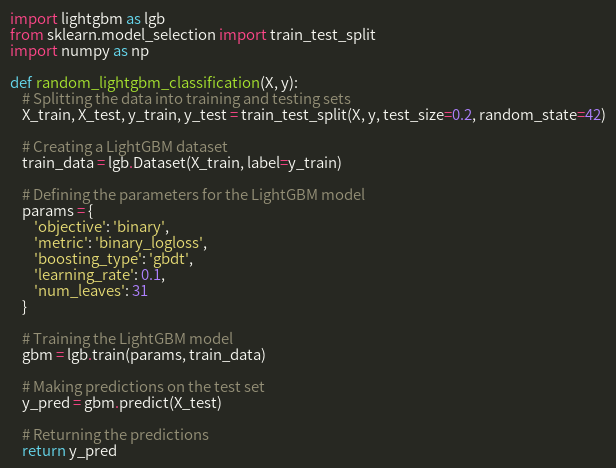 import lightgbm as lgb
from sklearn.model_selection import train_test_split
import numpy as np

def random_lightgbm_classification(X, y):
    # Splitting the data into training and testing sets
    X_train, X_test, y_train, y_test = train_test_split(X, y, test_size=0.2, random_state=42)

    # Creating a LightGBM dataset
    train_data = lgb.Dataset(X_train, label=y_train)

    # Defining the parameters for the LightGBM model
    params = {
        'objective': 'binary',
        'metric': 'binary_logloss',
        'boosting_type': 'gbdt',
        'learning_rate': 0.1,
        'num_leaves': 31
    }

    # Training the LightGBM model
    gbm = lgb.train(params, train_data)

    # Making predictions on the test set
    y_pred = gbm.predict(X_test)

    # Returning the predictions
    return y_pred